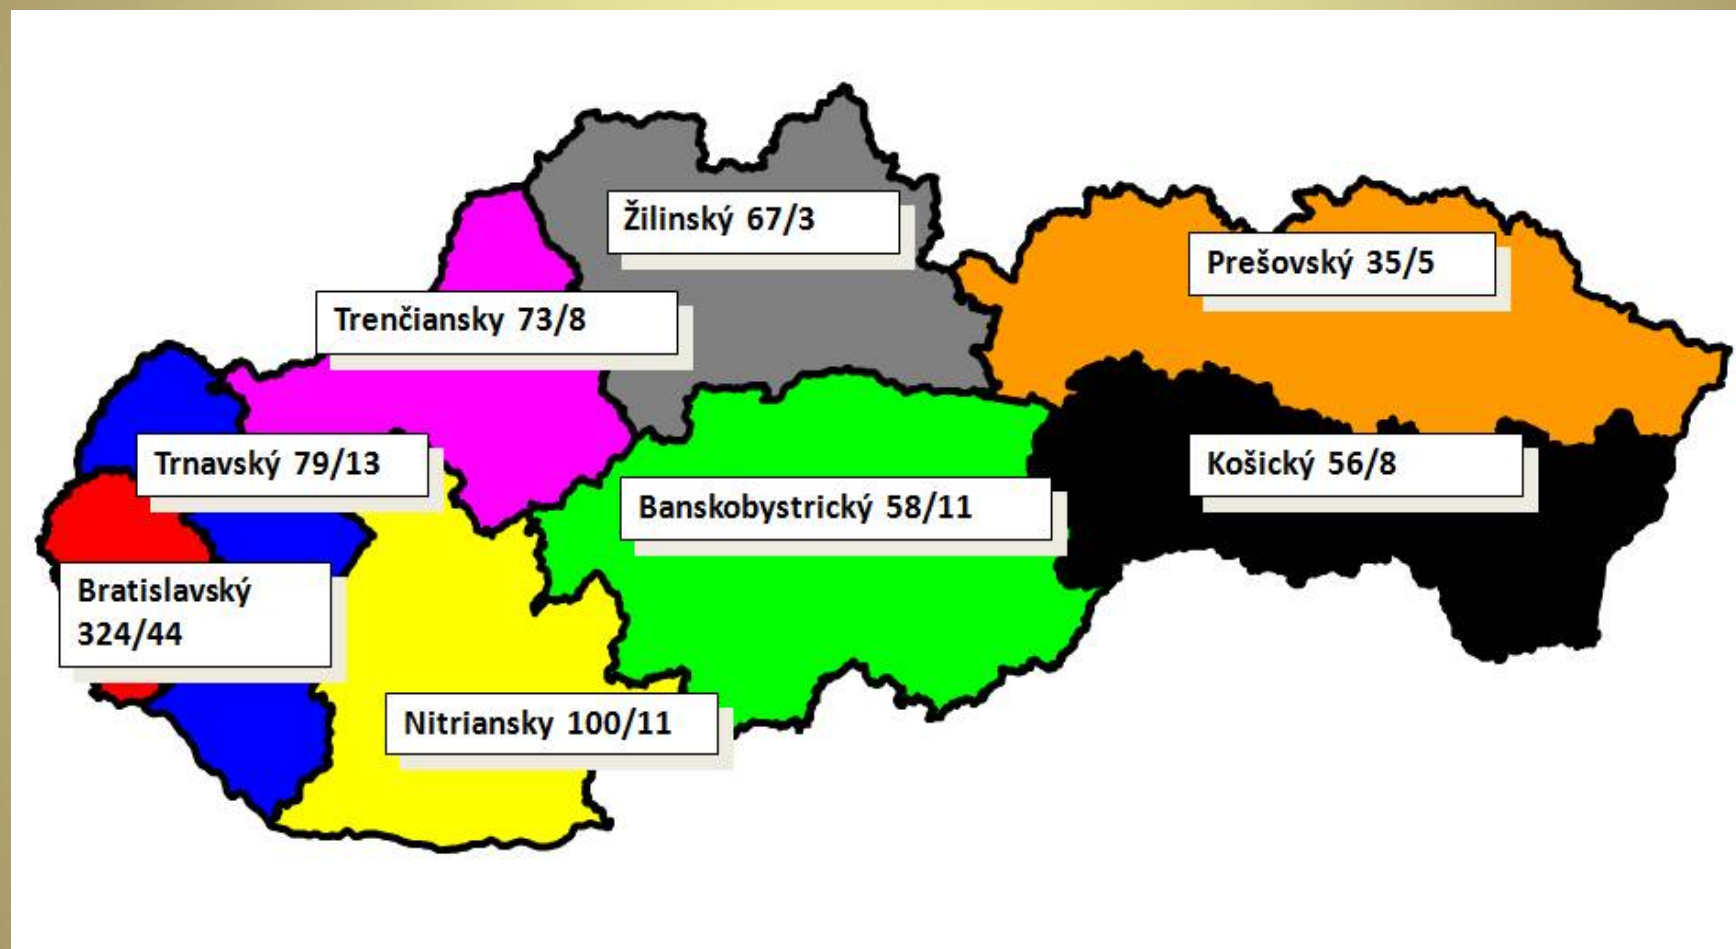 Žilinský 67/3
Prešovský 35/5
Trenčiansky 73/8
Trnavský 79/13
Košický 56/8
Banskobystrický 58/11
Bratislavský
324/44
Nitriansky 100/11